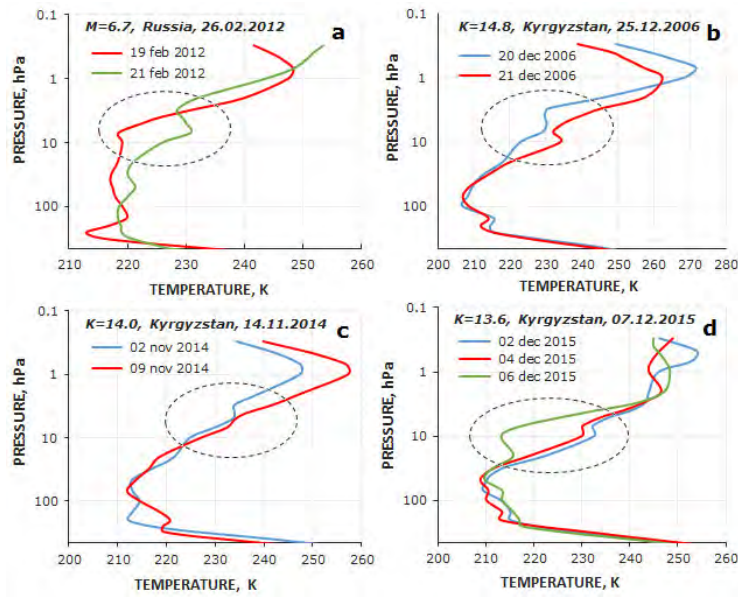 M=6.7, Russia, 26.02.2012
a
19 feb 2012
21 feb 2012
PRESSURE, hPa
0.1
1
10
100
210 220 230 240 250 260
TEMPERATURE, K
K=14.8, Kyrgyzstan, 25.12.2006
b
20 dec 2006
21 dec 2006
PRESSURE, hPa
0.1
1
10
100
200 210 220 230 240 250 260 270 280
TEMPERATURE, K
K=14.0, Kyrgyzstan, 14.11.2014
c
02 nov 2014
09 nov 2014
PRESSURE, hPa
0.1
1
10
100
200 210 220 230 240 250 260
TEMPERATURE, K
K=13.6, Kyrgyzstan, 07.12.2015
d
02 dec 2015
04 dec 2015
06 dec 2015
PRESSURE, hPa
0.1
1
10
100
200 210 220 230 240 250 260
TEMPERATURE, K